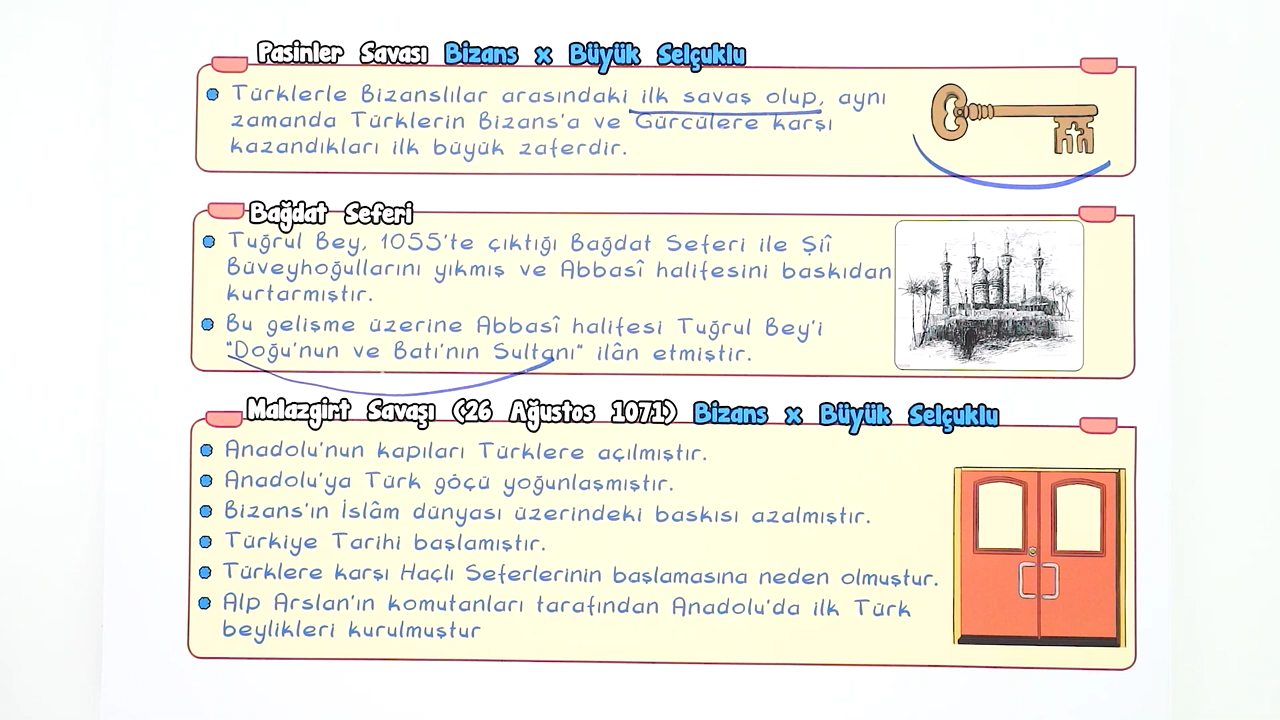 Pasinler Savası Bizans x Büyük Selçuklu
Türklerle Bizanslılar arasındaki ilk savaş olup, aynı
zamanda Türklerin Bizans'a ve Gürcülere karşı
kazandıkları ilk büyük zaferdir.
Bağdat Seferi
Tuğrul Bey, 1055'te çıktığı Bağdat Seferi ile Şiî
Büveyhoğullarını yıkmış ve Abbasî halifesini baskıdan
kurtarmıştır.
Bu gelişme üzerine Abbasî halifesi Tuğrul Bey'i
"Doğu'nun ve Batı'nın Sultanı" ilân etmiştir.
Malazgirt Savaşı (26 Ağustos 1071) Bizans x Büyük Selçuklu
Anadolu'nun kapıları Türklere açılmıştır.
Anadolu'ya Türk göçü yoğunlaşmıştır.
Bizans'ın İslâm dünyası üzerindeki baskısı azalmıştır.
Türkiye Tarihi başlamıştır.
Türklere karşı Haçlı Seferlerinin başlamasına neden olmuştur.
Alp Arslan'ın komutanları tarafından Anadolu'da ilk Türk
beylikleri kurulmuştur